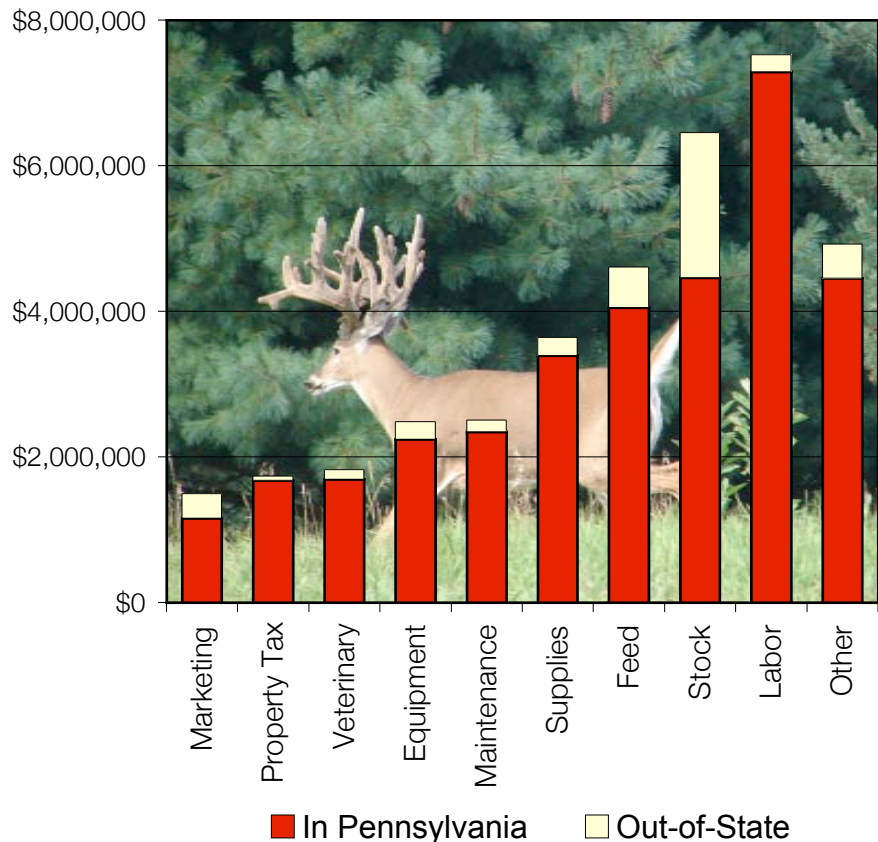 $8,000,000
$6,000,000
$4,000,000
$2,000,000
$0
Marketing
Property Tax
Veterinary
Equipment
Maintenance
Supplies
Feed
Stock
Labor
Other
In Pennsylvania
Out-of-State